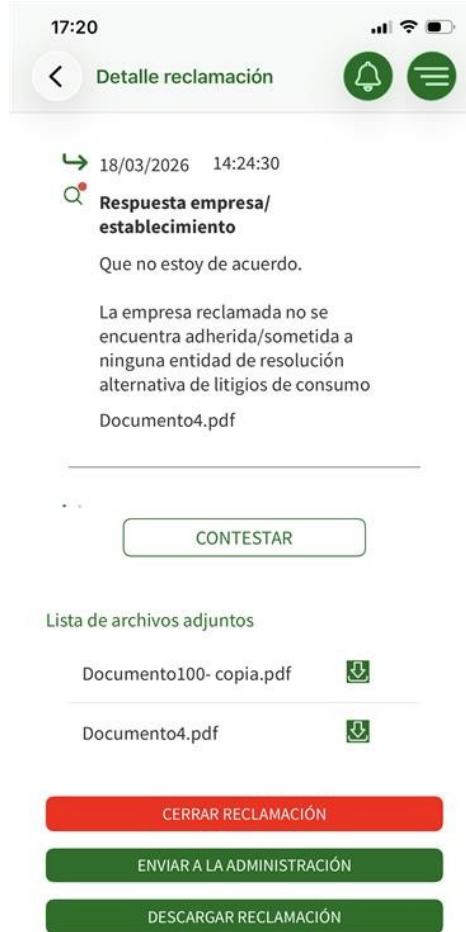 17:20
Detalle reclamación
18/03/2026 14:24:30
Respuesta empresa/
establecimiento
Que no estoy de acuerdo.
La empresa reclamada no se
encuentra adherida/sometida a
ninguna entidad de resolución
alternativa de litigios de consumo
Documento4.pdf
CONTESTAR
Lista de archivos adjuntos
Documento100- copia.pdf
Documento4.pdf
CERRAR RECLAMACIÓN
ENVIAR A LA ADMINISTRACIÓN
DESCARGAR RECLAMACIÓN